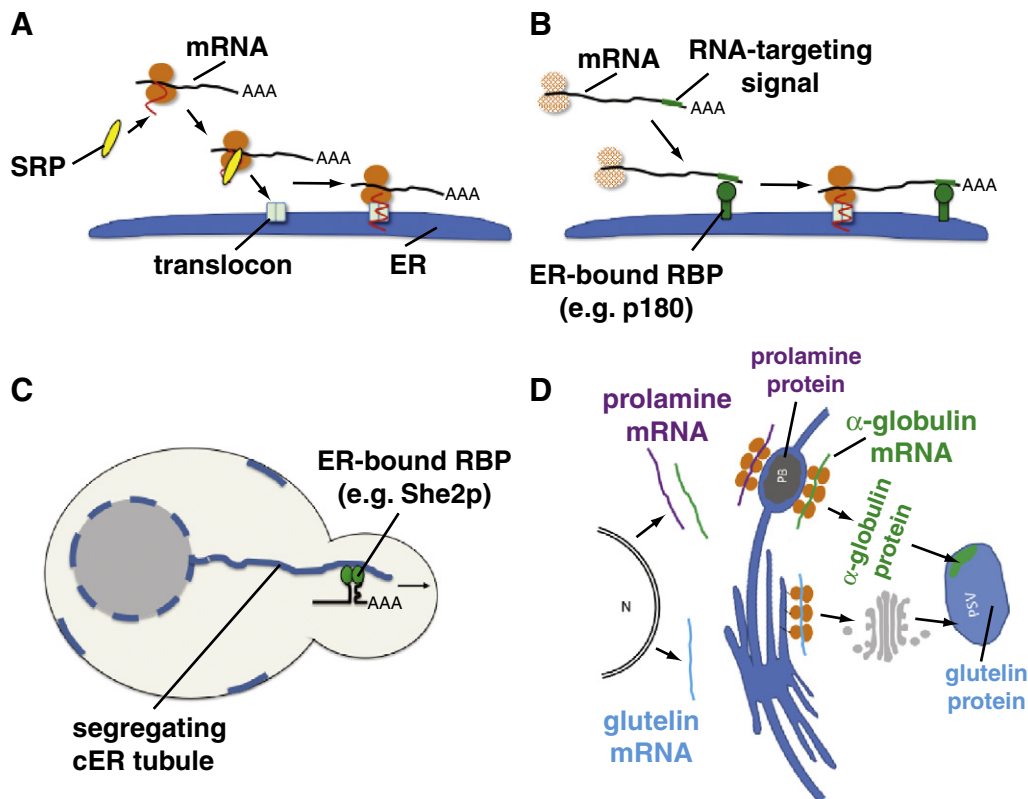 A
mRNA
AAA
SRP
AAA
AAA
translocon
ER
B
mRNA
RNA-targeting
signal
AAA
AAA
ER-bound RBP
(e.g. p180)
C
ER-bound RBP
(e.g. She2p)
AAA
segregating
cER tubule
D
prolamine
protein
prolamine
mRNA
α-globulin
mRNA
PB
α-globulin
protein
N
PSV
glutelin
mRNA
glutelin
protein